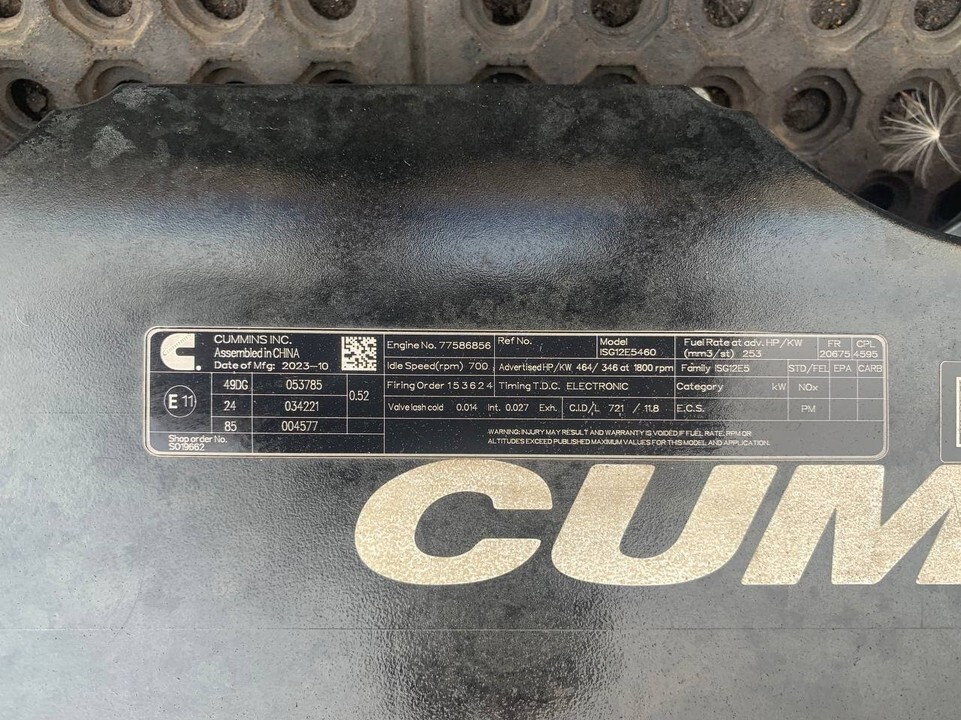 CUMMINS INC.
Assembled in CHINA
Date of Mfg: 2023-10
E 11
49DG 053785
24 034221
85 004577
0.52
Shop order No.
SO19662
Engine No. 77586856
Ref No.
Model
ISG12E5460
Fuel Rate at adv. HP/KW
(mm3/st) 253
FR
20675
CPL
4595
Idle Speed(rpm) 700
Advertised HP/KW 464/ 346 at 1800 rpm
Family ISG12E5
STD/FEL EPA CARB
Firing Order 1 5 3 6 2 4
Timing T.D.C. ELECTRONIC
Category kW NOx
Valve lash cold 0.014 Int. 0.027 Exh.
C.I.D/L 721 / 11.8
E.C.S. PM
WARNING: INJURY MAY RESULT AND WARRANTY IS VOIDED IF FUEL RATE, RPM OR
ALTITUDES EXCEED PUBLISHED MAXIMUM VALUES FOR THIS MODEL AND APPLICATION.
CUM